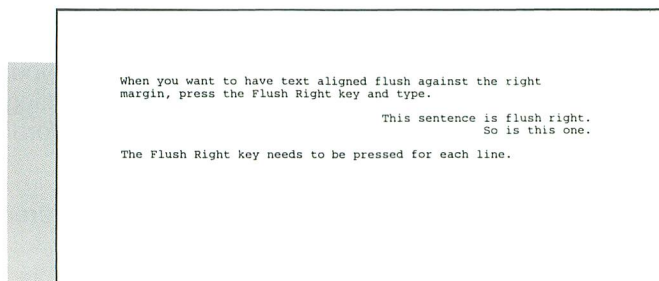 When you want to have text aligned flush against the right
margin, press the Flush Right key and type.
This sentence is flush right.
So is this one.
The Flush Right key needs to be pressed for each line.